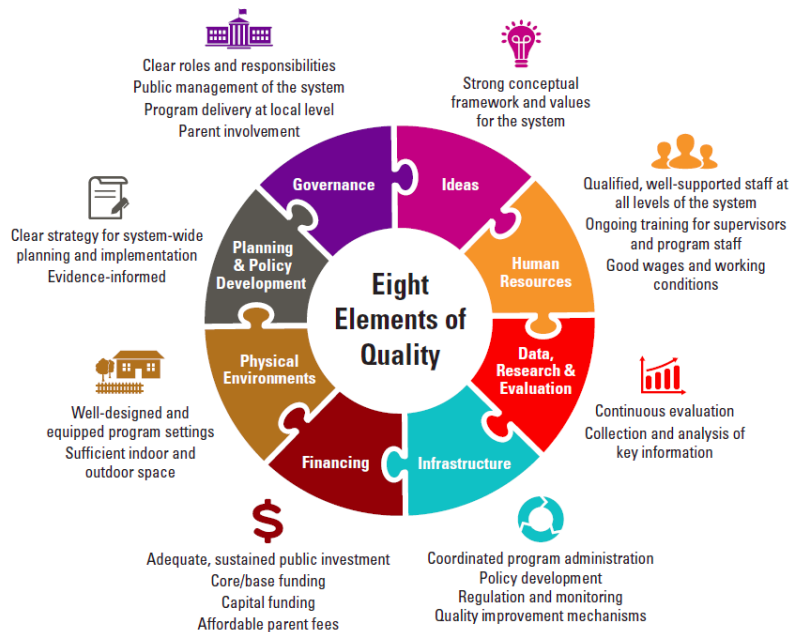 Eight
Elements of
Quality
Ideas
Strong conceptual
framework and values
for the system
Human
Resources
Qualified, well-supported staff at
all levels of the system
Ongoing training for supervisors
and program staff
Good wages and working
conditions
Data,
Research &
Evaluation
Continuous evaluation
Collection and analysis of
key information
Infrastructure
Coordinated program administration
Policy development
Regulation and monitoring
Quality improvement mechanisms
Financing
$
Adequate, sustained public investment
Core/base funding
Capital funding
Affordable parent fees
Physical
Environments
Well-designed and
equipped program settings
Sufficient indoor and
outdoor space
Planning
& Policy
Development
Clear strategy for system-wide
planning and implementation
Evidence-informed
Governance
Clear roles and responsibilities
Public management of the system
Program delivery at local level
Parent involvement